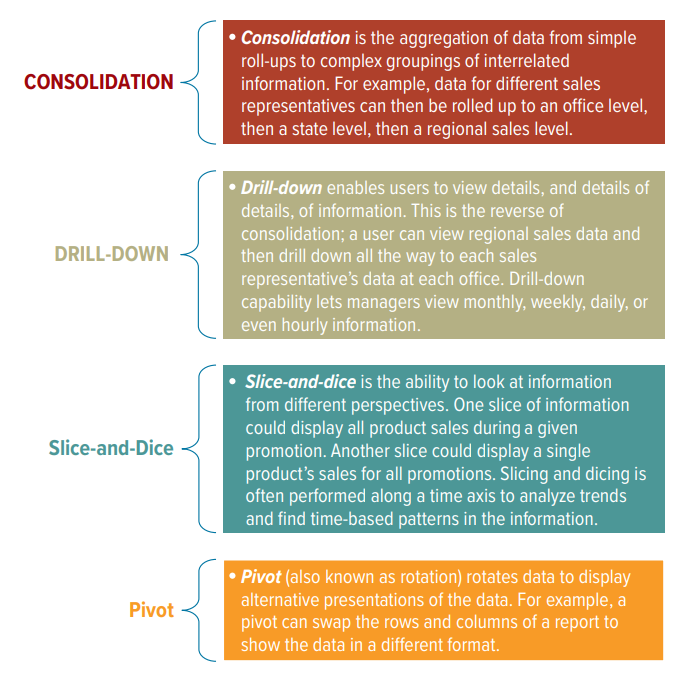 CONSOLIDATION
• Consolidation is the aggregation of data from simple
roll-ups to complex groupings of interrelated
information. For example, data for different sales
representatives can then be rolled up to an office level,
then a state level, then a regional sales level.
DRILL-DOWN
• Drill-down enables users to view details, and details of
details, of information. This is the reverse of
consolidation; a user can view regional sales data and
then drill down all the way to each sales
representative’s data at each office. Drill-down
capability lets managers view monthly, weekly, daily, or
even hourly information.
Slice-and-Dice
• Slice-and-dice is the ability to look at information
from different perspectives. One slice of information
could display all product sales during a given
promotion. Another slice could display a single
product’s sales for all promotions. Slicing and dicing is
often performed along a time axis to analyze trends
and find time-based patterns in the information.
Pivot
• Pivot (also known as rotation) rotates data to display
alternative presentations of the data. For example, a
pivot can swap the rows and columns of a report to
show the data in a different format.